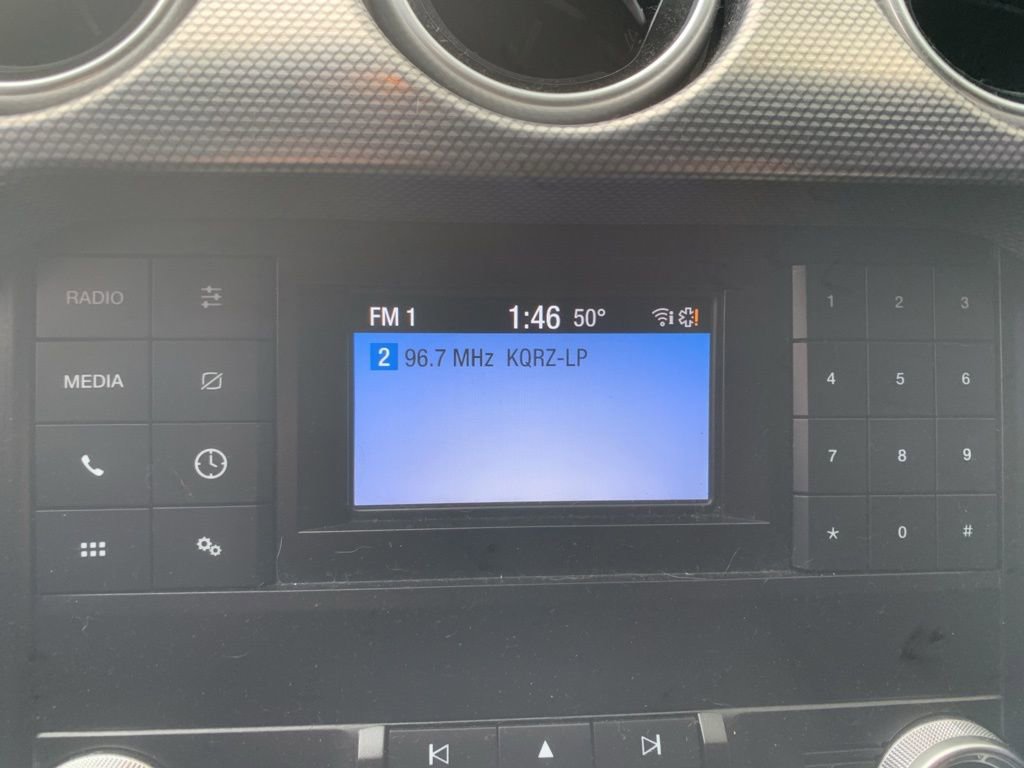 FM 1 1:46 50°
2 96.7 MHz KQRZ-LP
RADIO
MEDIA
1 2 3
4 5 6
7 8 9
* 0 #